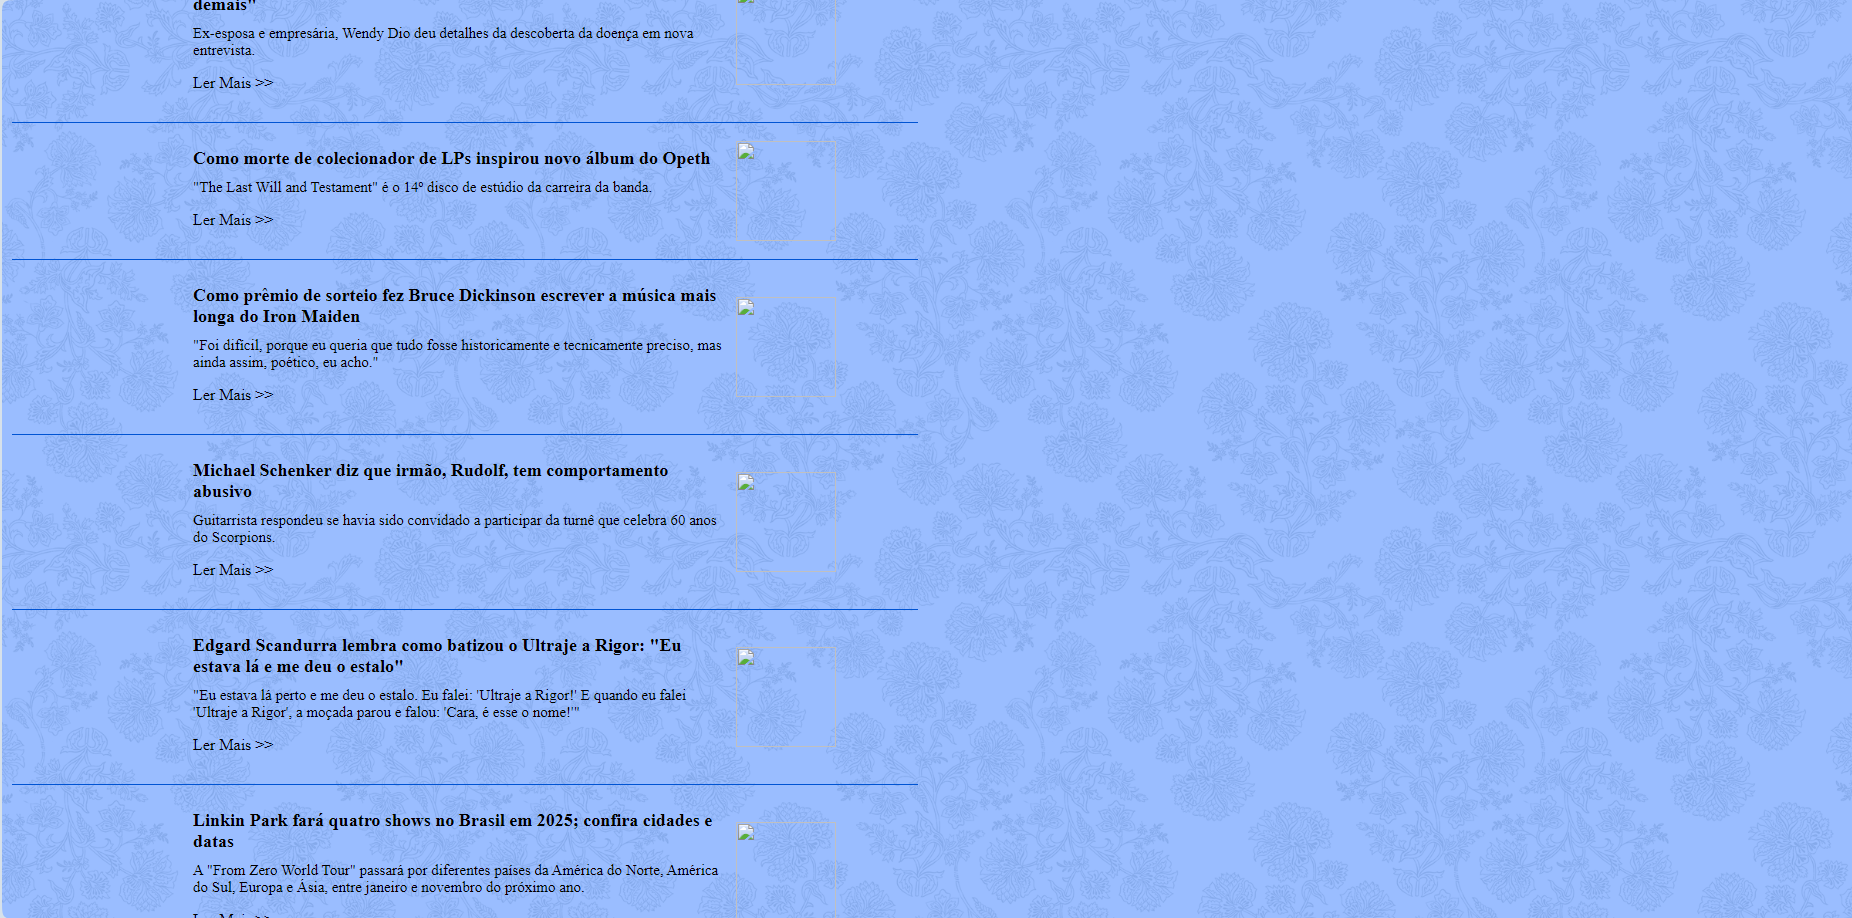 demais"
Ex-esposa e empresária, Wendy Dio deu detalhes da descoberta da doença em nova
entrevista.
Ler Mais >>
Como morte de colecionador de LPs inspirou novo álbum do Opeth
"The Last Will and Testament" é o 14º disco de estúdio da carreira da banda.
Ler Mais >>
Como prêmio de sorteio fez Bruce Dickinson escrever a música mais
longa do Iron Maiden
"Foi difícil, porque eu queria que tudo fosse historicamente e tecnicamente preciso, mas
ainda assim, poético, eu acho."
Ler Mais >>
Michael Schenker diz que irmão, Rudolf, tem comportamento
abusivo
Guitarrista respondeu se havia sido convidado a participar da turnê que celebra 60 anos
do Scorpions.
Ler Mais >>
Edgard Scandurra lembra como batizou o Ultraje a Rigor: "Eu
estava lá e me deu o estalo"
"Eu estava lá perto e me deu o estalo. Eu falei: 'Ultraje a Rigor!' E quando eu falei
'Ultraje a Rigor', a moçada parou e falou: 'Cara, é esse o nome!'"
Ler Mais >>
Linkin Park fará quatro shows no Brasil em 2025; confira cidades e
datas
A "From Zero World Tour" passará por diferentes países da América do Norte, América
do Sul, Europa e Ásia, entre janeiro e novembro do próximo ano.
Ler Mais >>